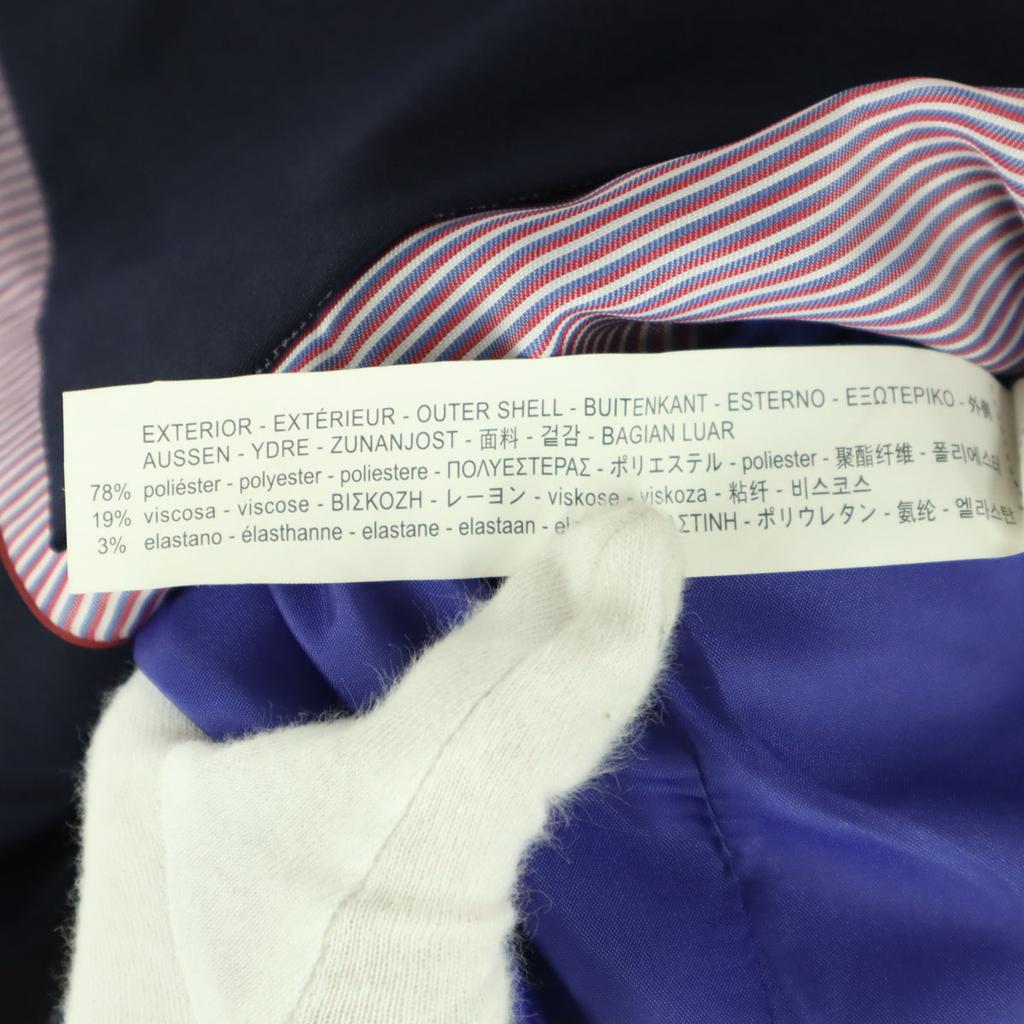 EXTERIOR - EXTÉRIEUR - OUTER SHELL - BUITENKANT - ESTERNO - ΕΞΩΤΕΡΙΚΟ - 外側
AUSSEN - YDRE - ZUNANJOST - 面料 - 겉감 - BAGIAN LUAR
78% poliéster - polyester - poliestere - ΠΟΛΥΕΣΤΕΡΑΣ - ポリエステル - poliester - 聚酯纤维 - 폴리에스터
19% viscosa - viscose - ΒΙΣΚΟΖΗ - レーヨン - viskose - viskoza - 粘纤 - 비스코스
3% elastano - élasthanne - elastane - elastaan - ポリウレタン - 氨纶 - 엘라스탄